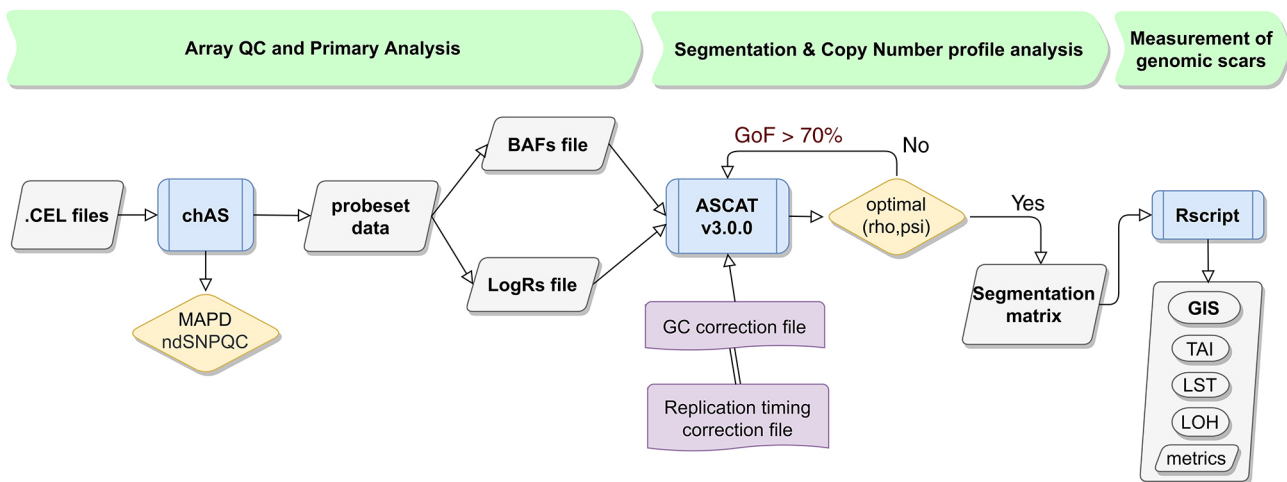 Array QC and Primary Analysis
Segmentation & Copy Number profile analysis
Measurement of
genomic scars
.CEL files
chAS
MAPD
ndSNPQC
probeset
data
BAFs file
LogRs file
ASCAT
v3.0.0
GC correction file
Replication timing
correction file
GoF > 70%
No
optimal
(rho,psi)
Yes
Segmentation
matrix
Rscript
GIS
TAI
LST
LOH
metrics